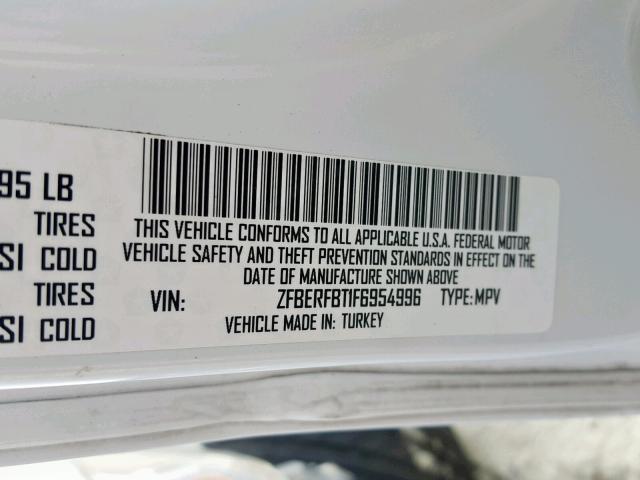 95 LB
TIRES
SI COLD
TIRES
SI COLD
THIS VEHICLE CONFORMS TO ALL APPLICABLE U.S.A. FEDERAL MOTOR
VEHICLE SAFETY AND THEFT PREVENTION STANDARDS IN EFFECT ON THE
DATE OF MANUFACTURE SHOWN ABOVE
VIN: ZFBERFBT1F6954996 TYPE: MPV
VEHICLE MADE IN: TURKEY